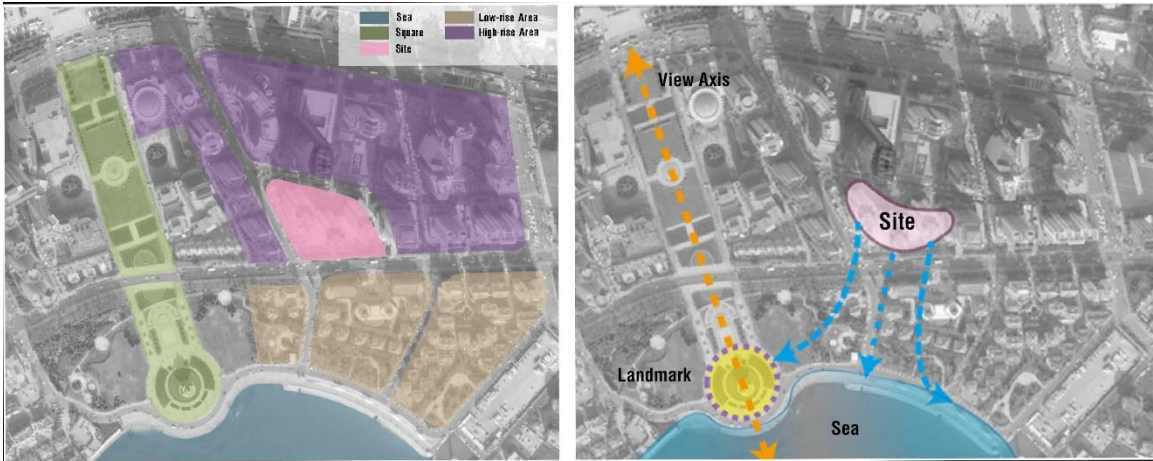 Sea
Square
Site
Low-rise Area
High-rise Area
View Axis
Site
Landmark
Sea